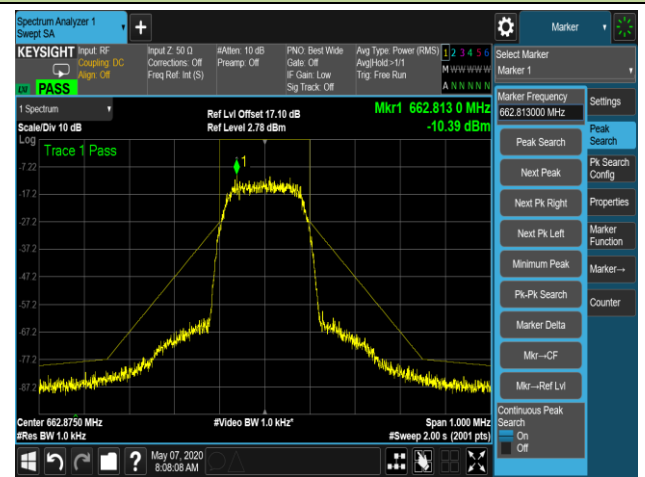 Spectrum Analyzer 1
Swept SA
+
Marker
KEYSIGHT
Input: RF
Coupling: DC
Align: Off
Input Z: 50 Ω
Corrections: Off
Freq Ref: Int (S)
#Atten: 10 dB
Preamp: Off
PNO: Best Wide
Gate: Off
IF Gain: Low
Sig Track: Off
Avg Type: Power (RMS)
Avg|Hold:>1/1
Trig: Free Run
1 2 3 4 5 6
M W W W W W
A N N N N N
LXI
PASS
1 Spectrum
Scale/Div 10 dB
Ref Lvl Offset 17.10 dB
Ref Level 2.78 dBm
Mkr1 662.813 0 MHz
-10.39 dBm
Log
Trace 1 Pass
1
-7.22
-17.2
-27.2
-37.2
-47.2
-57.2
-67.2
-77.2
-87.2
Center 662.8750 MHz
#Res BW 1.0 kHz
#Video BW 1.0 kHz*
Span 1.000 MHz
#Sweep 2.00 s (2001 pts)
Select Marker
Marker 1
Marker Frequency
662.813000 MHz
Peak Search
Next Peak
Next Pk Right
Next Pk Left
Minimum Peak
Pk-Pk Search
Marker Delta
Mkr→CF
Mkr→Ref Lvl
Continuous Peak
Search
On
Off
Settings
Peak
Search
Pk Search
Config
Properties
Marker
Function
Marker→
Counter
?
May 07, 2020
8:08:08 AM